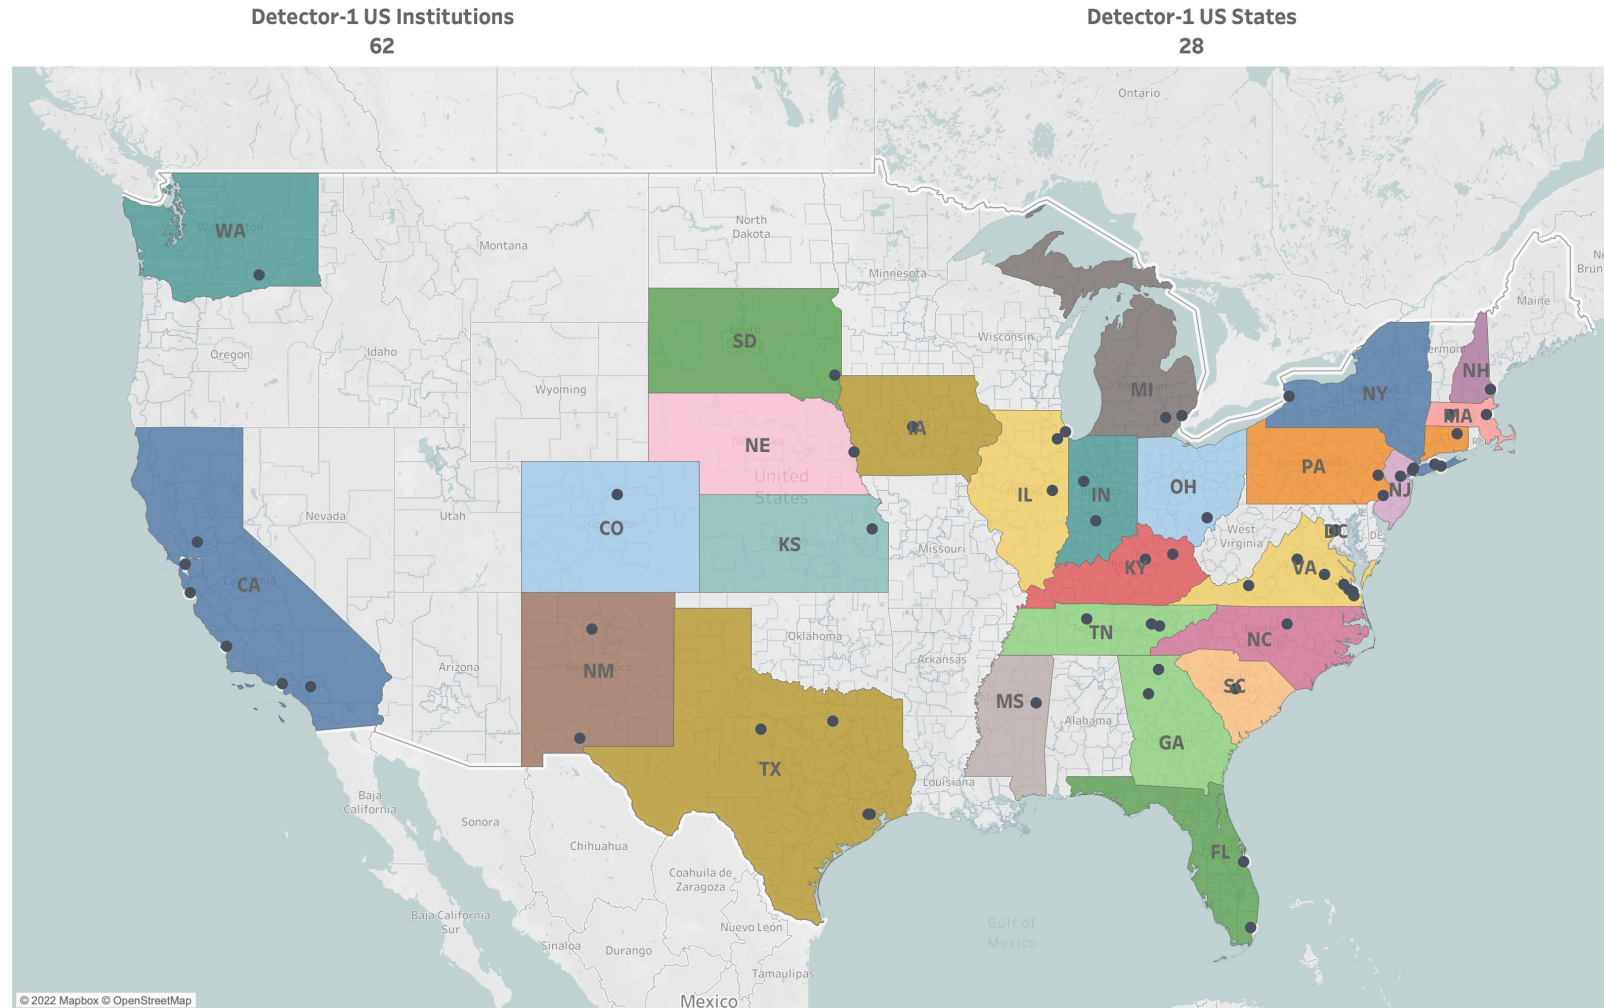 Detector-1 US Institutions
62
Detector-1 US States
28
Ontario
WA
North
Dakota
Montana
Minnesota
Maine
SD
Wisconsin
Oregon
Idaho
Vermont
NH
Wyoming
MI
NY
MA
IA
NE
United
States
PA
NJ
IL
IN
OH
Nevada
Utah
CO
KS
Missouri
West
Virginia
DC
DE
CA
KY
VA
Oklahoma
TN
NC
Arizona
NM
Arkansas
SC
MS
Alabama
GA
TX
Louisiana
Baja
California
Sonora
Chihuahua
FL
Coahuila de
Zaragoza
Baja California
Sur
Nuevo León
Gulf of
Mexico
Sinaloa
Durango
Tamaulipas
© 2022 Mapbox © OpenStreetMap
Mexico